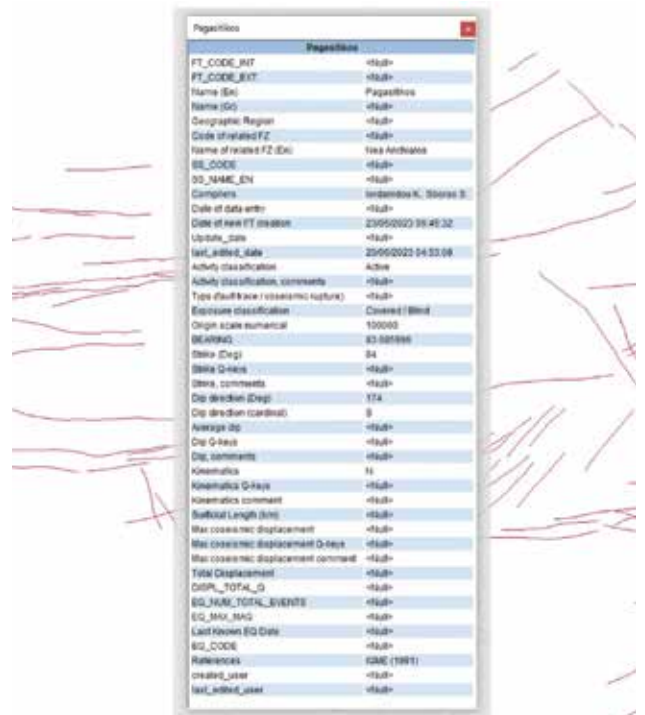 Pagasitikos
Pagasitikos
FT_CODE_INT <Null>
FT_CODE_EXT <Null>
Name (En) Pagasitikos
Name (Gr) <Null>
Geographic Region <Null>
Code of related FZ <Null>
Name of related FZ (En) Nea Anchialos
SS_CODE <Null>
SS_NAME_EN <Null>
Compilers Iordanidou K., Sboras S.
Date of data entry <Null>
Date of new FT creation
Update_date <Null>
last_edited_date
Activity classification Active
Activity classification, comments <Null>
Type (fault trace / coseismic rupture) <Null>
Exposure classification Covered / Blind
Origin scale numerical 100000
BEARING
Strike (Deg) 84
Strike Q-keys <Null>
Strike, comments <Null>
Dip direction (Deg) 174
Dip direction (cardinal) S
Average dip <Null>
Dip Q-keys <Null>
Dip, comments <Null>
Kinematics N
Kinematics Q-keys <Null>
Kinematics comment <Null>
Surficial Length (km) <Null>
Max coseismic displacement <Null>
Max coseismic displacement Q-keys <Null>
Max coseismic displacement comment <Null>
Total Displacement <Null>
DISPL_TOTAL_Q <Null>
EQ_NUM_TOTAL_EVENTS <Null>
EQ_MAX_MAG <Null>
Last Known EQ Date <Null>
EQ_CODE <Null>
References IGME (1991)
created_user <Null>
last_edited_user <Null>